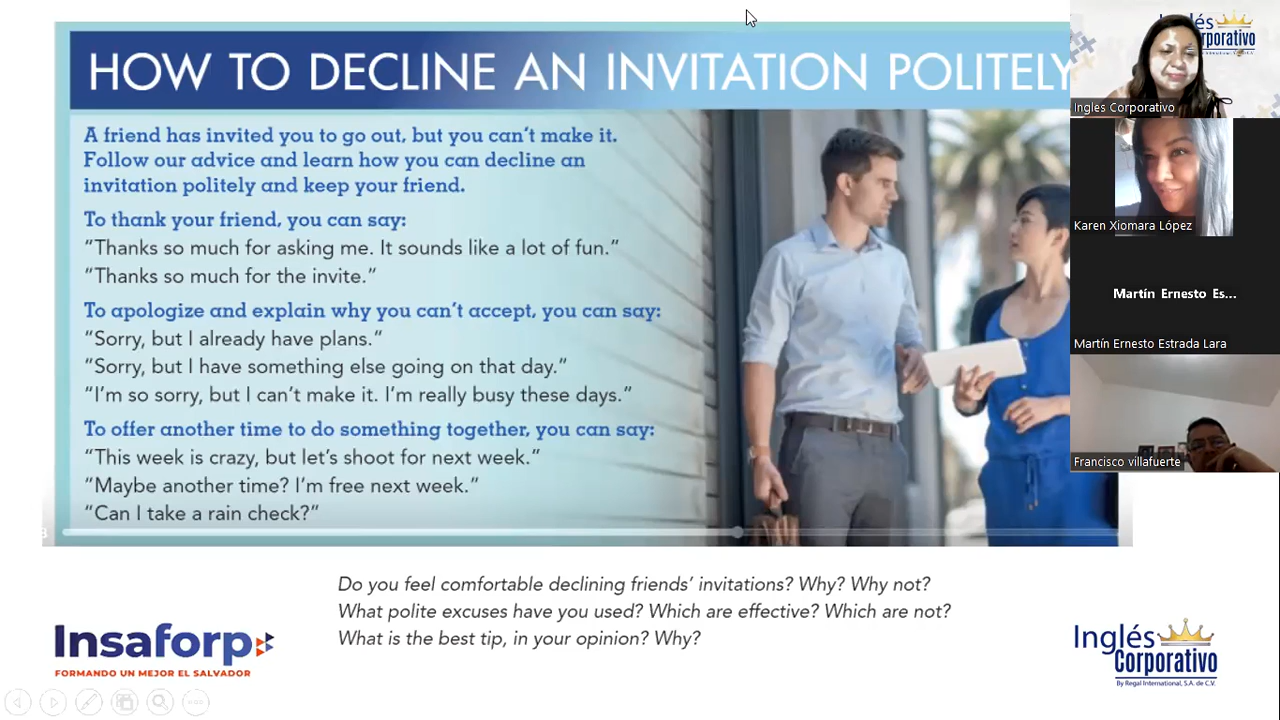 HOW TO DECLINE AN INVITATION POLITELY
A friend has invited you to go out, but you can't make it.
Follow our advice and learn how you can decline an
invitation politely and keep your friend.
To thank your friend, you can say:
“Thanks so much for asking me. It sounds like a lot of fun.”
“Thanks so much for the invite.”
To apologize and explain why you can't accept, you can say:
“Sorry, but I already have plans.”
“Sorry, but I have something else going on that day.”
“I'm so sorry, but I can't make it. I'm really busy these days.”
To offer another time to do something together, you can say:
“This week is crazy, but let's shoot for next week.”
“Maybe another time? I'm free next week.”
“Can I take a rain check?”
Do you feel comfortable declining friends' invitations? Why? Why not?
What polite excuses have you used? Which are effective? Which are not?
What is the best tip, in your opinion? Why?
Insaforp
FORMANDO UN MEJOR EL SALVADOR
Inglés
Corporativo
By Regal International, S.A. de C.V.
Inglés
Corporativo
Ingles Corporativo
Karen Xiomara López
Martín Ernesto Es...
Martín Ernesto Estrada Lara
Francisco villafuerte